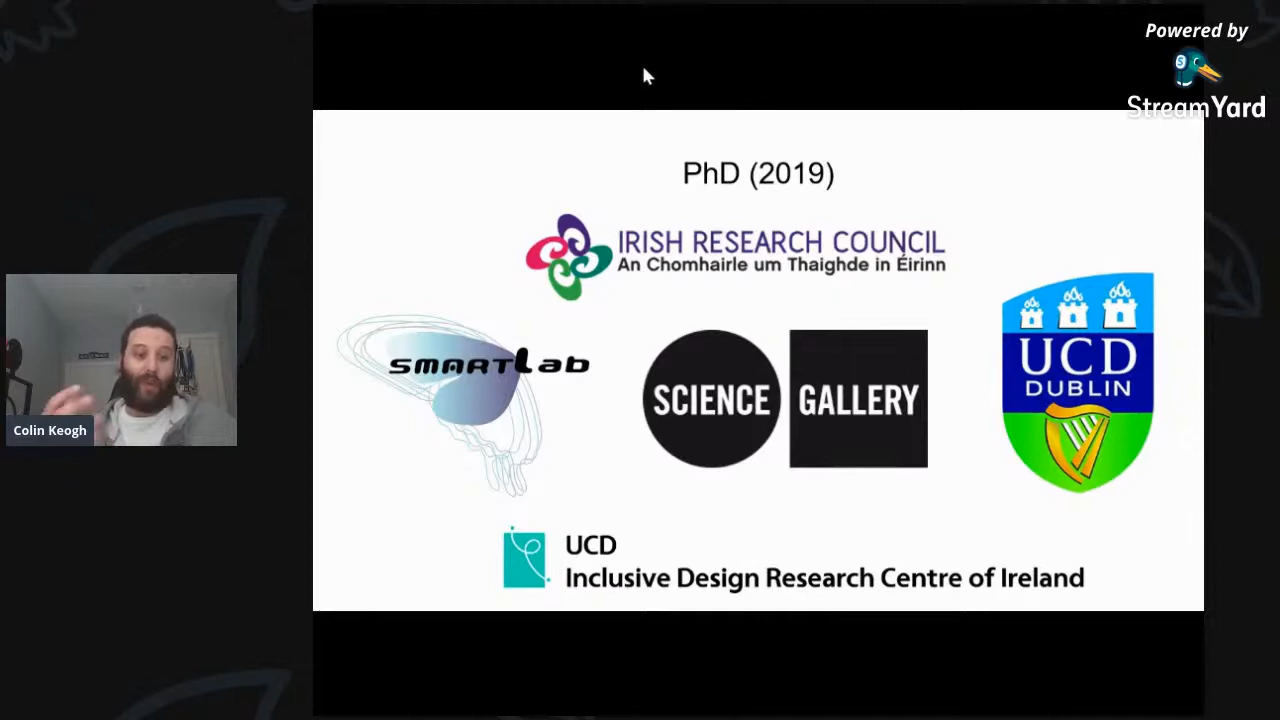 Powered by
StreamYard
PhD (2019)
IRISH RESEARCH COUNCIL
An Chomhairle um Thaighde in Éirinn
SMARTLab
SCIENCE
GALLERY
UCD
DUBLIN
Colin Keogh
UCD
Inclusive Design Research Centre of Ireland